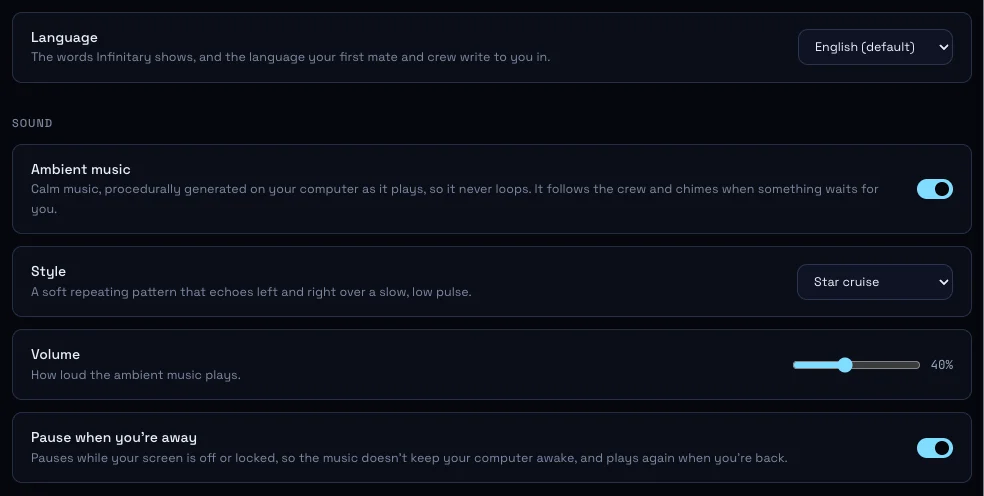 Language
The words Infinitary shows, and the language your first mate and crew write to you in.
English (default)
SOUND
Ambient music
Calm music, procedurally generated on your computer as it plays, so it never loops. It follows the crew and chimes when something waits for
you.
Style
A soft repeating pattern that echoes left and right over a slow, low pulse.
Star cruise
Volume
How loud the ambient music plays.
40%
Pause when you're away
Pauses while your screen is off or locked, so the music doesn't keep your computer awake, and plays again when you're back.